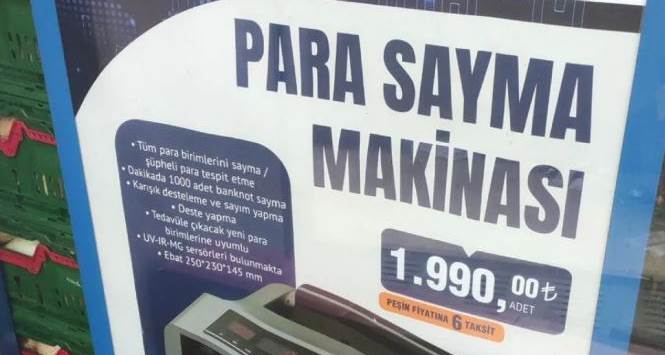 PARA SAYMA
MAKİNASI
• Tüm para birimlerini sayma /
şüpheli para tespit etme
• Dakikada 1000 adet banknot sayma
• Karışık desteleme ve sayım yapma
• Deste yapma
• Tedavüle çıkacak yeni para
birimlerine uyumlu
• UV-IR-MG sersörleri bulunmakta
• Ebat 250*230*145 mm
1.990,00₺
ADET
PEŞİN FİYATINA 6 TAKSİT